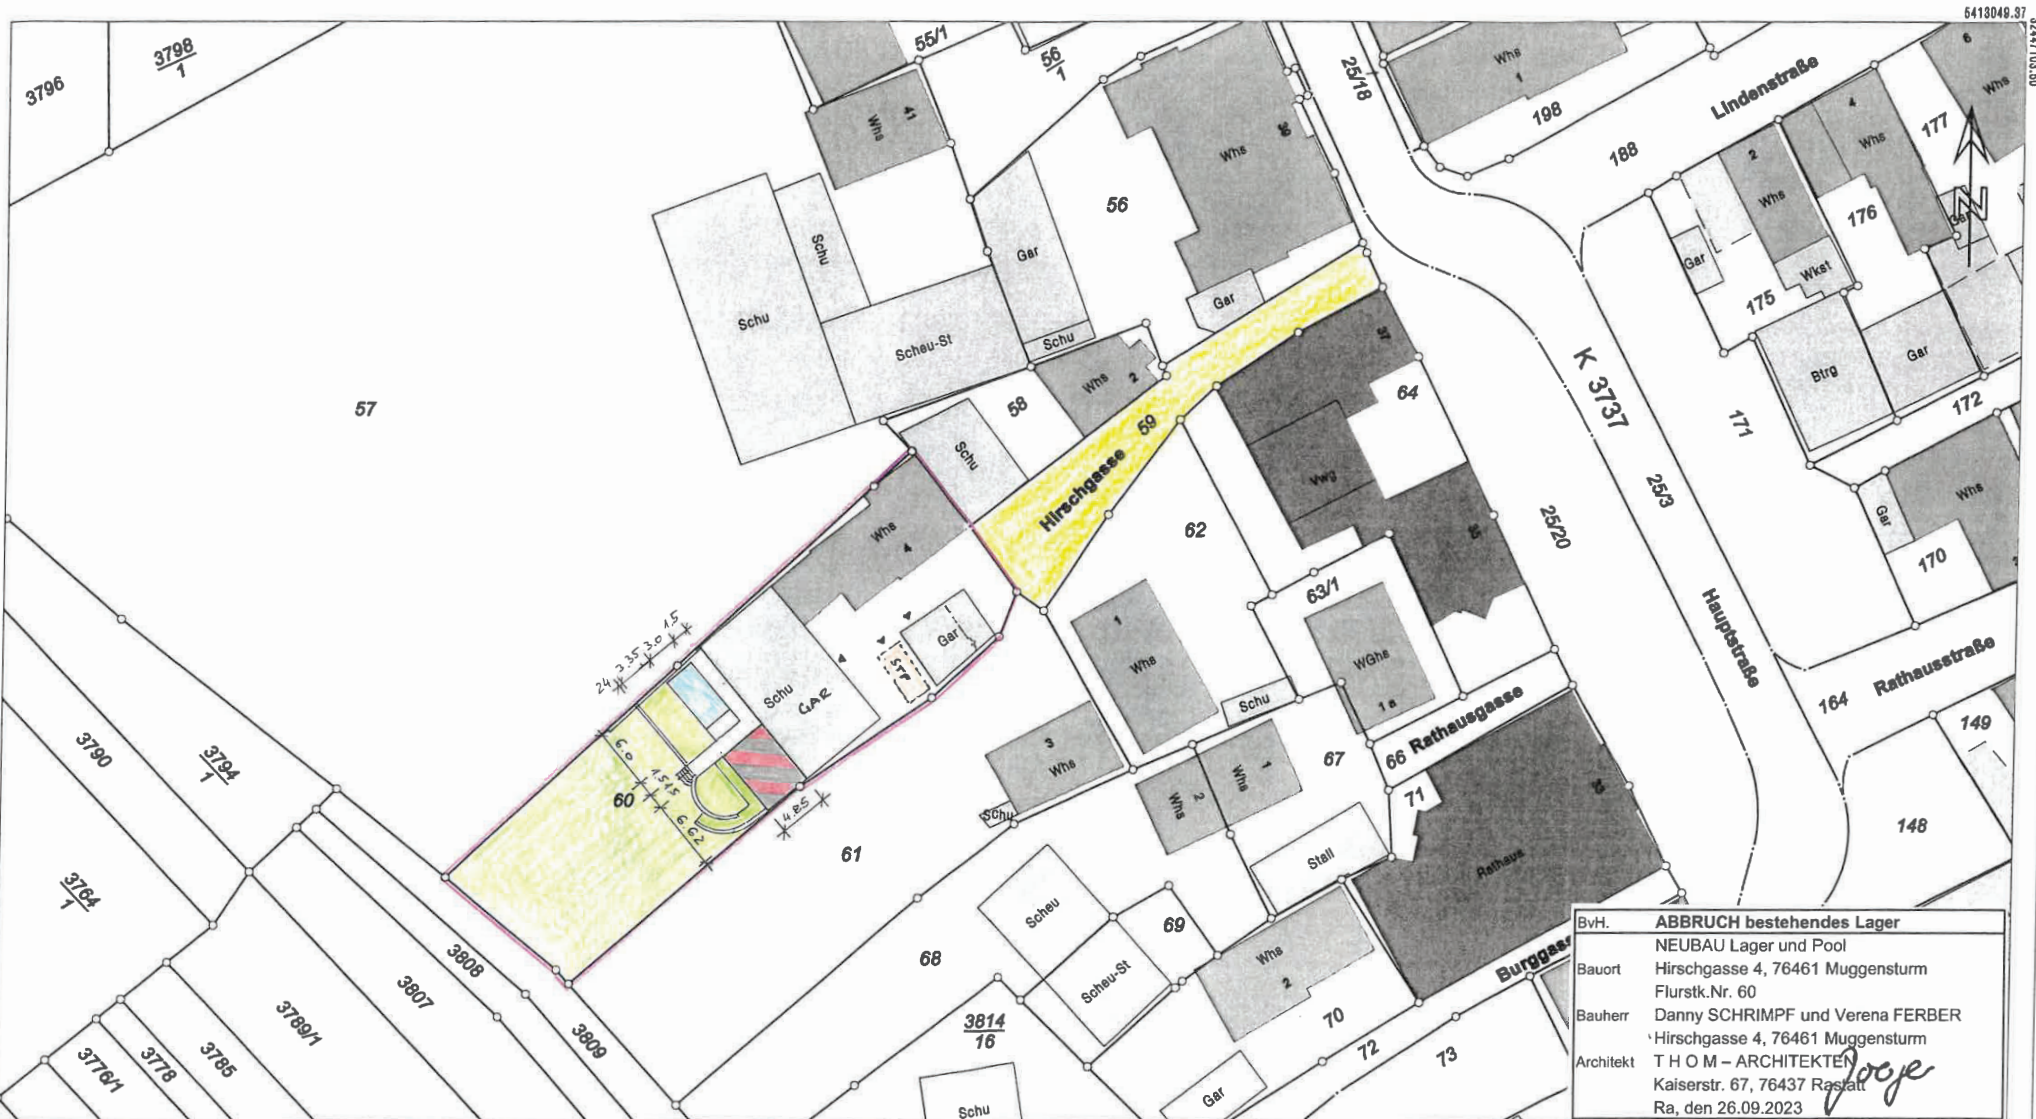 5413049.37
3796
3798
1
55/1
56
1
25/18
Whs
1
198
Lindenstraße
188
6
Whs
177
4
Whs
2
Whs
176
N
Gar
Gar
Wkst
175
Btrg
Gar
172
171
Whs
41
Whs
39
56
Schu
Schu
Gar
Scheu-St
Schu
Gar
57
Whs
2
58
Schu
59
Hirschgasse
37
64
Vwg
35
K 3737
25/3
25/20
Hauptstraße
Gar
Whs
170
Rathausstraße
164
149
148
62
63/1
Whs
4
Gar
STP
Schu
GAR
24
3.35
3.0
1.5
6.0
1.5
1.5
6.62
4.85
60
61
1
Whs
WGhs
1a
Schu
Rathausgasse
66
67
71
3
Whs
Schu
Whs
2
Whs
1
Stall
Rathaus
33
Burggass
3790
3794
1
3764
1
3808
3807
3809
3789/1
3785
3778
3776/1
68
69
Scheu
Scheu-St
Whs
2
70
72
73
3814
16
Schu
Gar
BvH. ABBRUCH bestehendes Lager
NEUBAU Lager und Pool
Bauort Hirschgasse 4, 76461 Muggensturm
Flurstk.Nr. 60
Bauherr Danny SCHRIMPF und Verena FERBER
Hirschgasse 4, 76461 Muggensturm
Architekt T H O M – ARCHITEKTEN
Kaiserstr. 67, 76437 Rastatt
Ra, den 26.09.2023